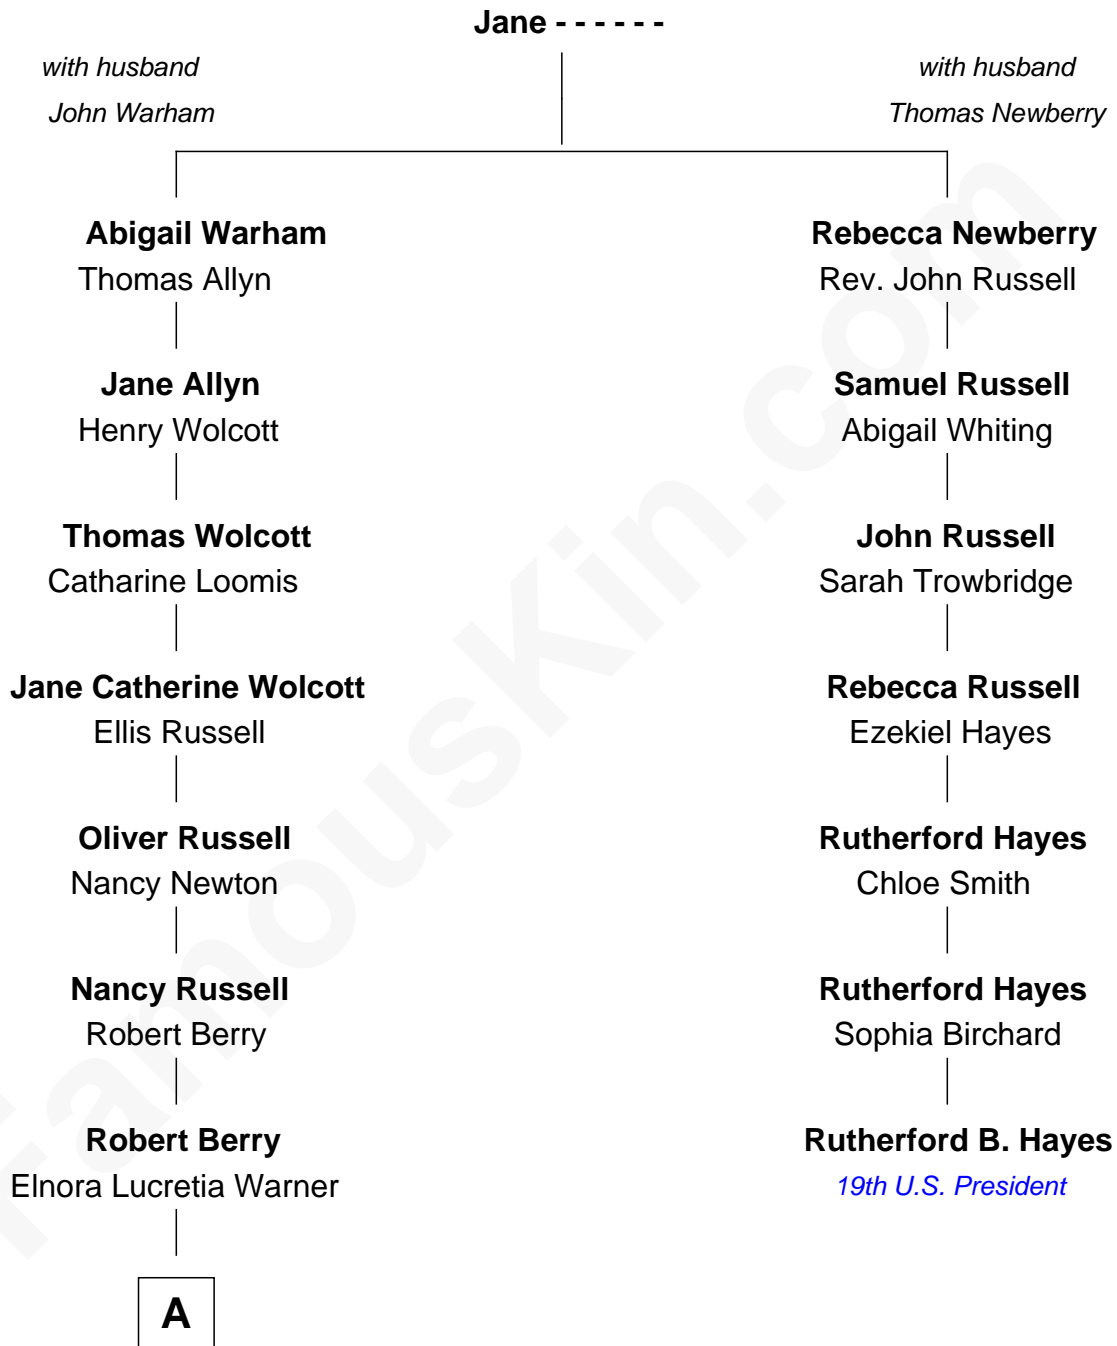 Jane - - - - - -
with husband
John Warham
with husband
Thomas Newberry
Abigail Warham
Thomas Allyn
Rebecca Newberry
Rev. John Russell
Jane Allyn
Henry Wolcott
Samuel Russell
Abigail Whiting
Thomas Wolcott
Catharine Loomis
John Russell
Sarah Trowbridge
Jane Catherine Wolcott
Ellis Russell
Rebecca Russell
Ezekiel Hayes
Oliver Russell
Nancy Newton
Rutherford Hayes
Chloe Smith
Nancy Russell
Robert Berry
Rutherford Hayes
Sophia Birchard
Robert Berry
Elnora Lucretia Warner
Rutherford B. Hayes
19th U.S. President
A
FamousKin.com